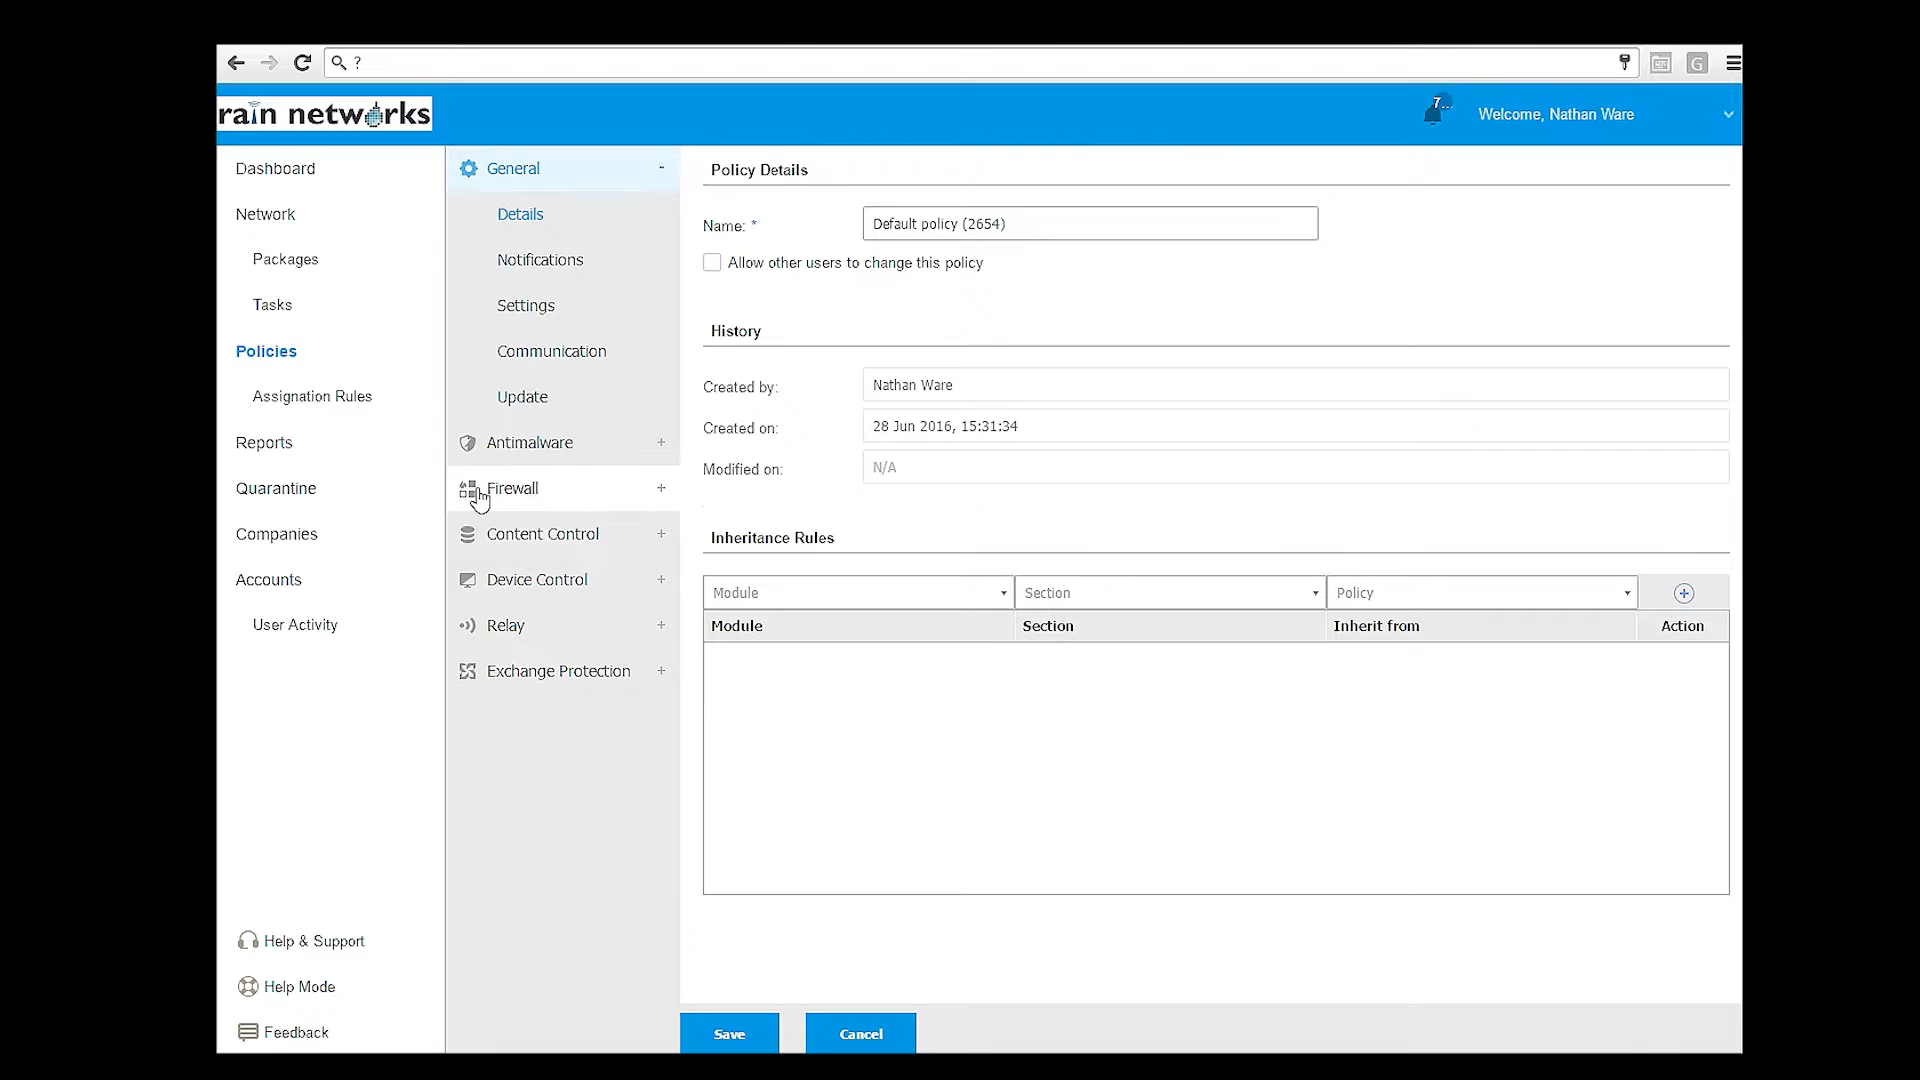 ?
rain networks
7...
Welcome, Nathan Ware
Dashboard
Network
Packages
Tasks
Policies
Assignation Rules
Reports
Quarantine
Companies
Accounts
User Activity
Help & Support
Help Mode
Feedback
General -
Details
Notifications
Settings
Communication
Update
Antimalware +
Firewall +
Content Control +
Device Control +
Relay +
Exchange Protection +
Policy Details
Name: * Default policy (2654)
Allow other users to change this policy
History
Created by: Nathan Ware
Created on: 28 Jun 2016, 15:31:34
Modified on: N/A
Inheritance Rules
Module Section Policy
Module Section Inherit from Action
Save Cancel